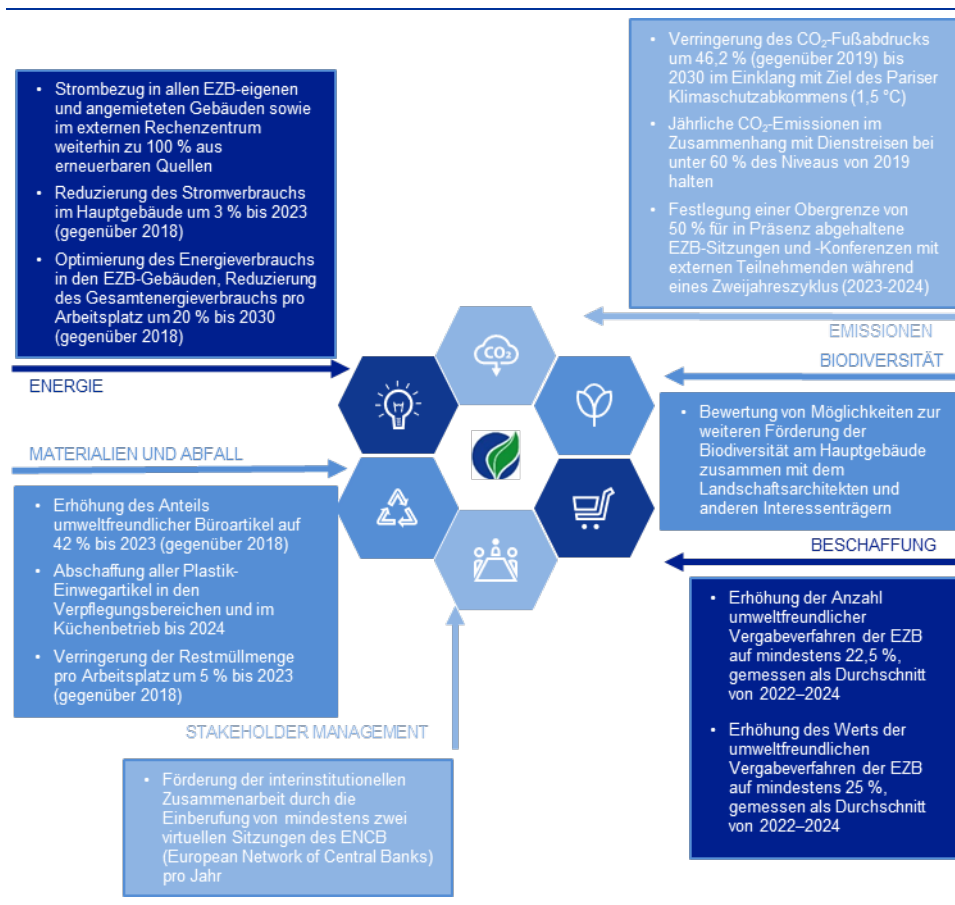 • Strombezug in allen EZB-eigenen
und angemieteten Gebäuden sowie
im externen Rechenzentrum
weiterhin zu 100 % aus
erneuerbaren Quellen
• Reduzierung des Stromverbrauchs
im Hauptgebäude um 3 % bis 2023
(gegenüber 2018)
• Optimierung des Energieverbrauchs
in den EZB-Gebäuden, Reduzierung
des Gesamtenergieverbrauchs pro
Arbeitsplatz um 20 % bis 2030
(gegenüber 2018)
ENERGIE
• Verringerung des CO₂-Fußabdrucks
um 46,2 % (gegenüber 2019) bis
2030 im Einklang mit Ziel des Pariser
Klimaschutzabkommens (1,5 °C)
• Jährliche CO₂-Emissionen im
Zusammenhang mit Dienstreisen bei
unter 60 % des Niveaus von 2019
halten
• Festlegung einer Obergrenze von
50 % für in Präsenz abgehaltene
EZB-Sitzungen und -Konferenzen mit
externen Teilnehmenden während
eines Zweijahreszyklus (2023-2024)
EMISSIONEN
CO₂
BIODIVERSITÄT
• Bewertung von Möglichkeiten zur
weiteren Förderung der
Biodiversität am Hauptgebäude
zusammen mit dem
Landschaftsarchitekten und
anderen Interessenträgern
MATERIALIEN UND ABFALL
• Erhöhung des Anteils
umweltfreundlicher Büroartikel auf
42 % bis 2023 (gegenüber 2018)
• Abschaffung aller Plastik-
Einwegartikel in den
Verpflegungsbereichen und im
Küchenbetrieb bis 2024
• Verringerung der Restmüllmenge
pro Arbeitsplatz um 5 % bis 2023
(gegenüber 2018)
BESCHAFFUNG
• Erhöhung der Anzahl
umweltfreundlicher
Vergabeverfahren der EZB
auf mindestens 22,5 %,
gemessen als Durchschnitt
von 2022–2024
• Erhöhung des Werts der
umweltfreundlichen
Vergabeverfahren der EZB
auf mindestens 25 %,
gemessen als Durchschnitt
von 2022–2024
STAKEHOLDER MANAGEMENT
• Förderung der interinstitutionellen
Zusammenarbeit durch die
Einberufung von mindestens zwei
virtuellen Sitzungen des ENCB
(European Network of Central Banks)
pro Jahr